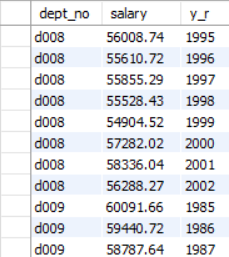 dept_no salary y_r
d008 56008.74 1995
d008 55610.72 1996
d008 55855.29 1997
d008 55528.43 1998
d008 54904.52 1999
d008 57282.02 2000
d008 58336.04 2001
d008 56288.27 2002
d009 60091.66 1985
d009 59440.72 1986
d009 58787.64 1987